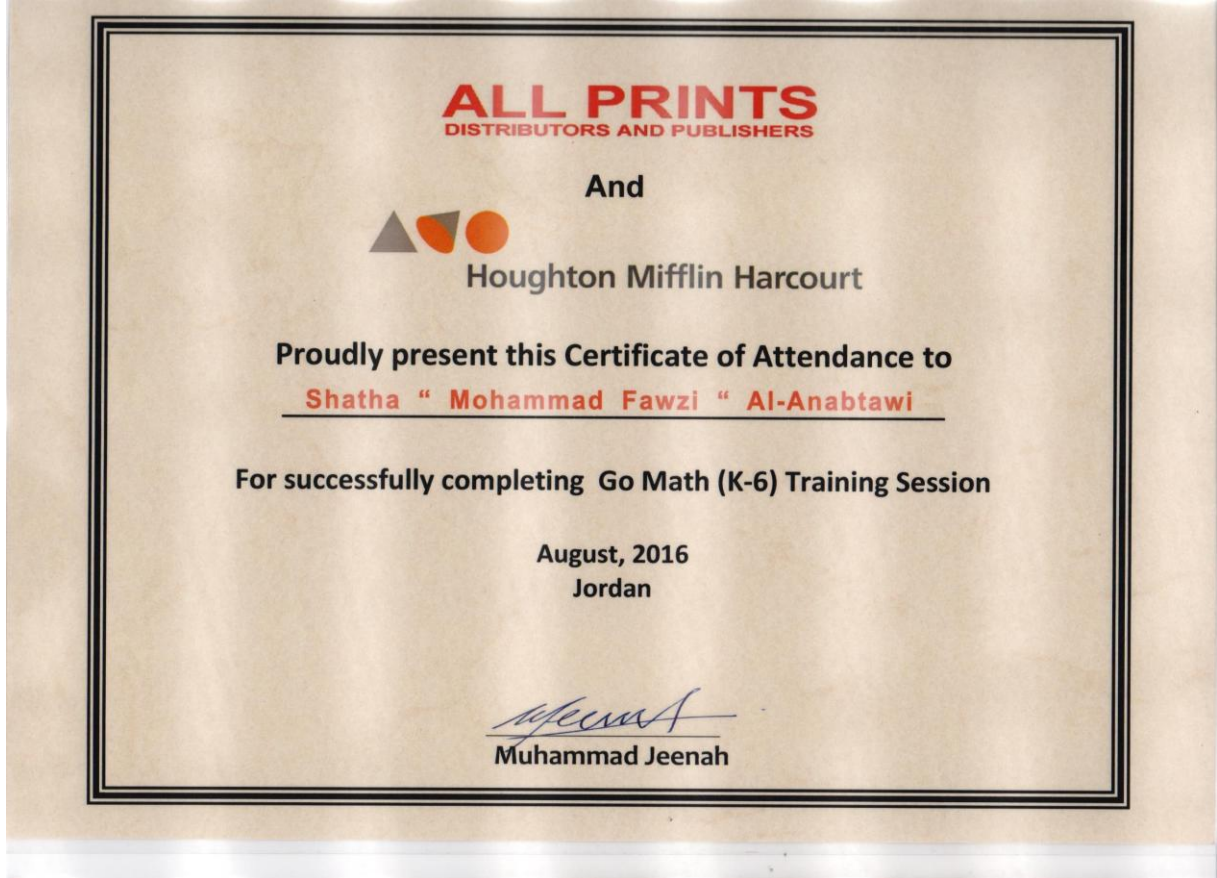 ALL PRINTS
DISTRIBUTORS AND PUBLISHERS
And
Houghton Mifflin Harcourt
Proudly present this Certificate of Attendance to
Shatha “ Mohammad Fawzi “ Al-Anabtawi
For successfully completing Go Math (K-6) Training Session
August, 2016
Jordan
Muhammad Jeenah